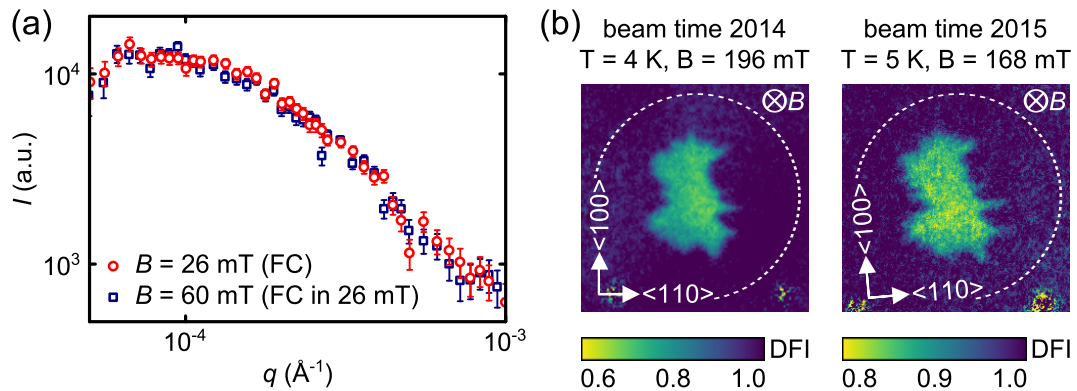 (a)
10⁴
10³
I (a.u.)
B = 26 mT (FC)
B = 60 mT (FC in 26 mT)
10⁻⁴
10⁻³
q (Å⁻¹)
(b)
beam time 2014
T = 4 K, B = 196 mT
⊗B
<100>
<110>
0.6 0.8 1.0
DFI
beam time 2015
T = 5 K, B = 168 mT
⊗B
<100>
<110>
0.8 0.9 1.0
DFI